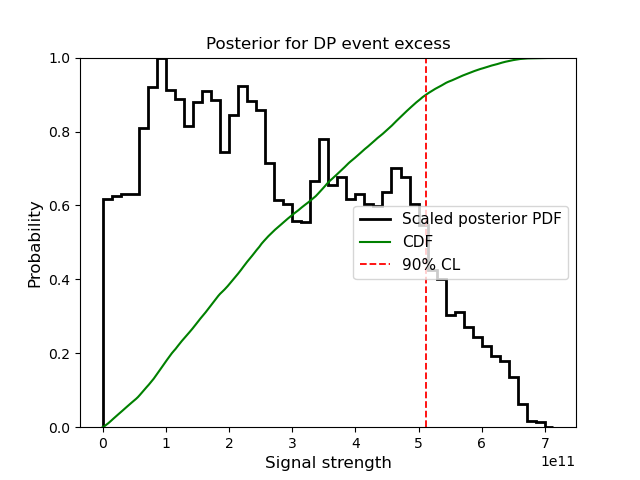 Posterior for DP event excess
Probability
1.0
0.8
0.6
0.4
0.2
0.0
Scaled posterior PDF
CDF
90% CL
0 1 2 3 4 5 6 7
1e11
Signal strength